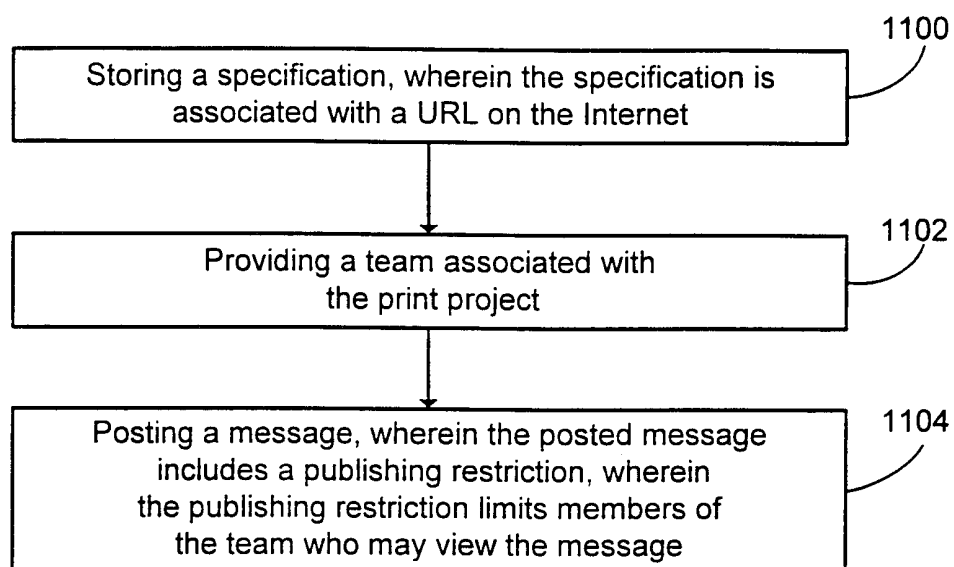 1100
Storing a specification, wherein the specification is
associated with a URL on the Internet
1102
Providing a team associated with
the print project
1104
Posting a message, wherein the posted message
includes a publishing restriction, wherein
the publishing restriction limits members of
the team who may view the message